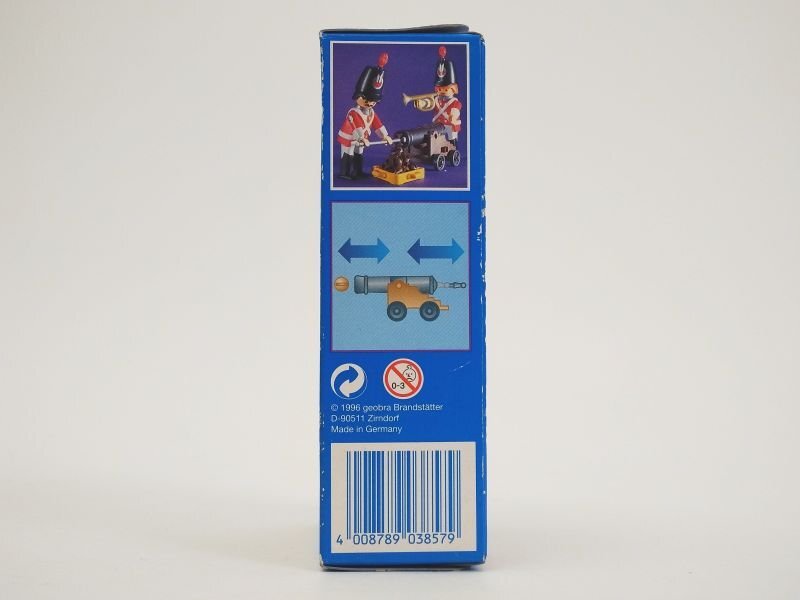 0-3
© 1996 geobra Brandstätter
D-90511 Zirndorf
Made in Germany
4 008789 038579